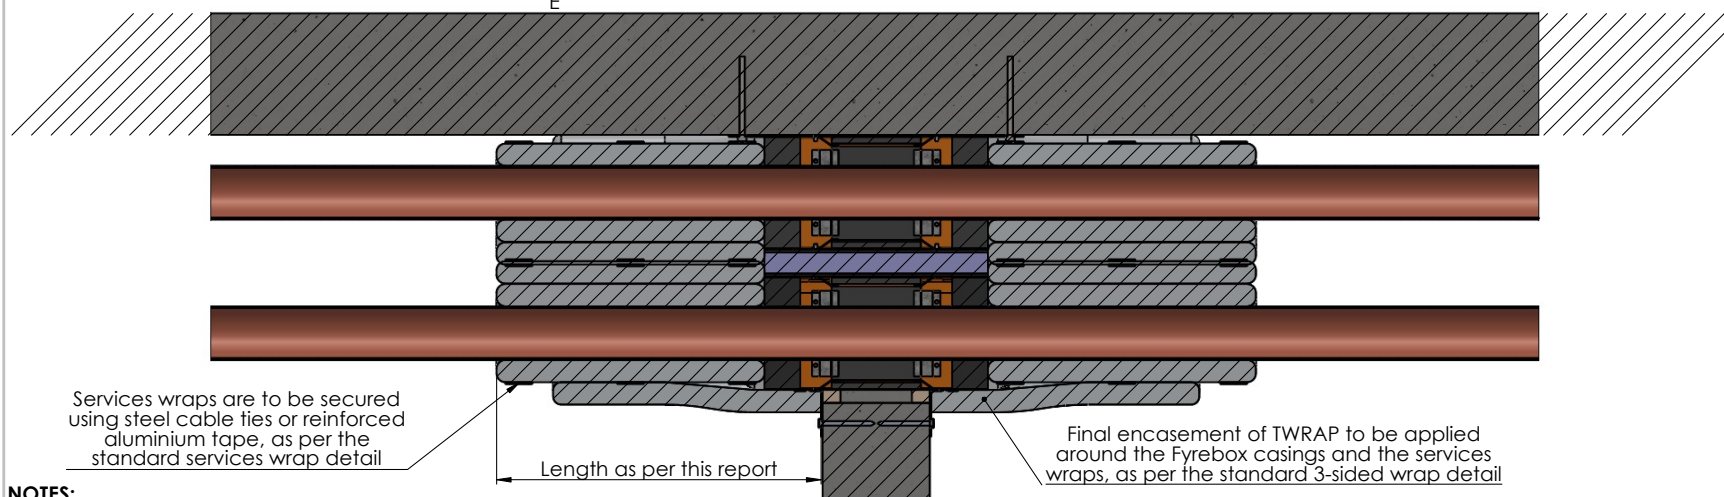 E
Services wraps are to be secured
using steel cable ties or reinforced
aluminium tape, as per the
standard services wrap detail
Length as per this report
Final encasement of TWRAP to be applied
around the Fyrebox casings and the services
wraps, as per the standard 3-sided wrap detail
NOTES: